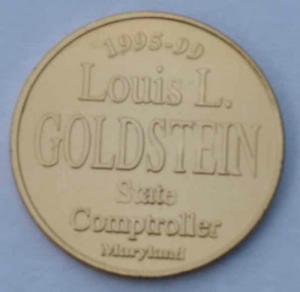 1995-99
Louis L.
GOLDSTEIN
State
Comptroller
Maryland